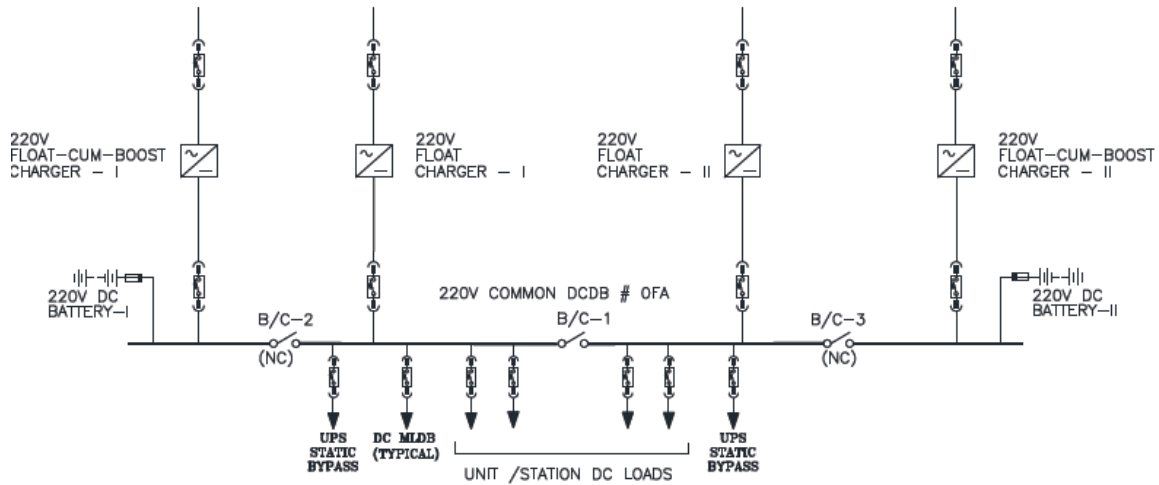 220V
FLOAT-CUM-BOOST
CHARGER - I
220V
FLOAT
CHARGER - I
220V
FLOAT
CHARGER - II
220V
FLOAT-CUM-BOOST
CHARGER - II
220V DC
BATTERY-I
220V COMMON DCDB # 0FA
220V DC
BATTERY-II
B/C-2
(NC)
B/C-1
B/C-3
(NC)
UPS
STATIC
BYPASS
DC MLDB
(TYPICAL)
UNIT /STATION DC LOADS
UPS
STATIC
BYPASS